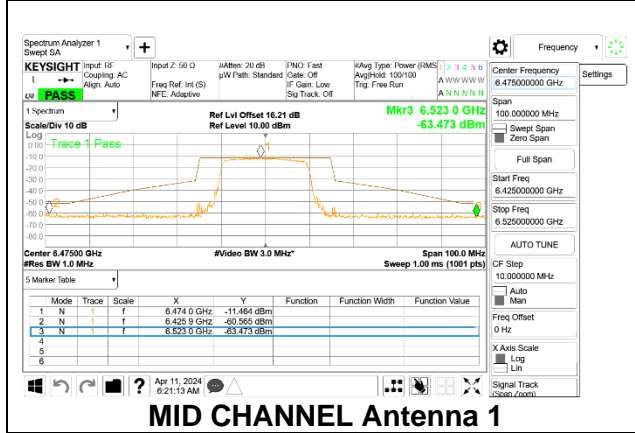 Spectrum Analyzer 1
Swept SA
Frequency
Settings
KEYSIGHT
Input: RF
Coupling: AC
Align: Auto
Input Z: 50 Ω
Freq Ref: Int (S)
NFE: Adaptive
#Atten: 20 dB
µW Path: Standard
PNO: Fast
Gate: Off
IF Gain: Low
Sig Track: Off
#Avg Type: Power (RMS)
Avg|Hold: 100/100
Trig: Free Run
1 2 3 4 5 6
A W W W W W
A N N N N N
L
PASS
1 Spectrum
Scale/Div 10 dB
Ref Lvl Offset 16.21 dB
Ref Level 10.00 dBm
Mkr3 6.523 0 GHz
-63.473 dBm
Log
Trace 1 Pass
0.00
-10.0
-20.0
-30.0
-40.0
-50.0
-60.0
-70.0
-80.0
1
2
Center 6.47500 GHz
#Res BW 1.0 MHz
#Video BW 3.0 MHz*
Span 100.0 MHz
Sweep 1.00 ms (1001 pts)
5 Marker Table
Mode Trace Scale X Y Function Function Width Function Value
1 N 1 f 6.474 0 GHz -11.464 dBm
2 N 1 f 6.425 9 GHz -60.565 dBm
3 N 1 f 6.523 0 GHz -63.473 dBm
4
5
6
Center Frequency
6.475000000 GHz
Span
100.000000 MHz
Swept Span
Zero Span
Full Span
Start Freq
6.425000000 GHz
Stop Freq
6.525000000 GHz
AUTO TUNE
CF Step
10.000000 MHz
Auto
Man
Freq Offset
0 Hz
X Axis Scale
Log
Lin
Signal Track
(Span Zoom)
?
Apr 11, 2024
6:21:13 AM
MID CHANNEL Antenna 1